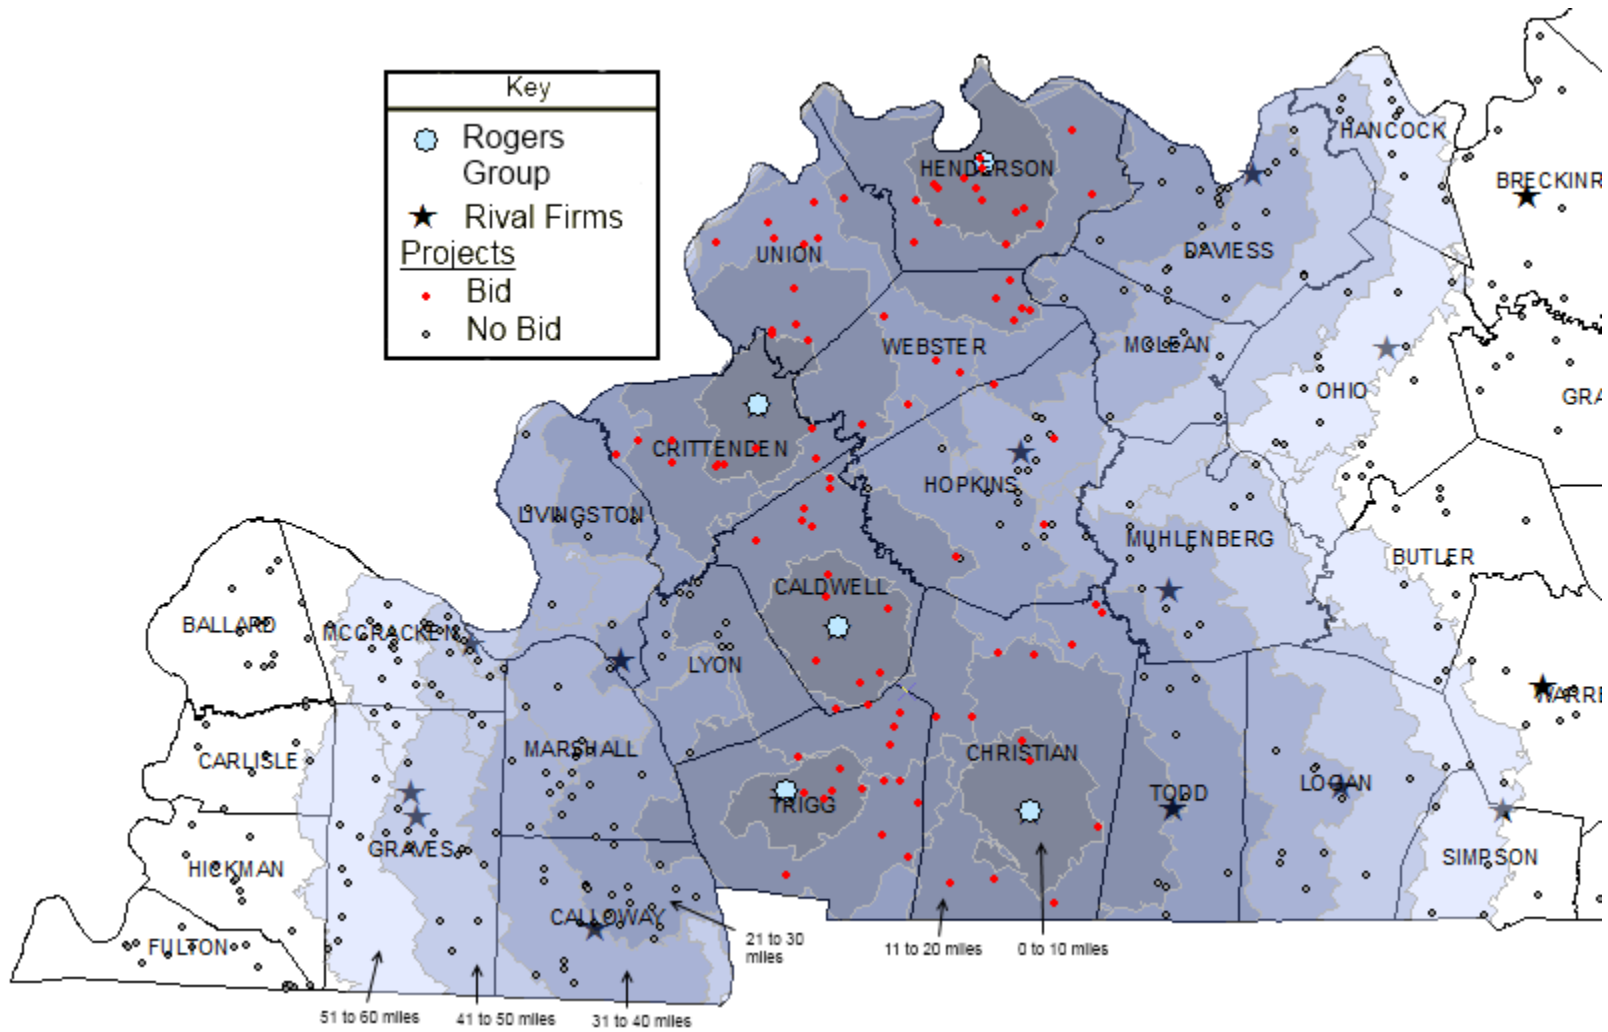 Key
Rogers
Group
Rival Firms
Projects
Bid
No Bid
HANCOCK
HENDERSON
BRECKINR
UNION
DAVIESS
WEBSTER
MCLEAN
OHIO
GRA
CRITTENDEN
HOPKINS
LIVINGSTON
MUHLENBERG
BUTLER
CALDWELL
BALLARD
MCCRACKEN
LYON
WARRE
MARSHALL
CHRISTIAN
CARLISLE
LOGAN
TODD
TRIGG
GRAVES
SIMPSON
HICKMAN
CALLOWAY
FULTON
21 to 30
miles
11 to 20 miles
0 to 10 miles
51 to 60 miles
41 to 50 miles
31 to 40 miles